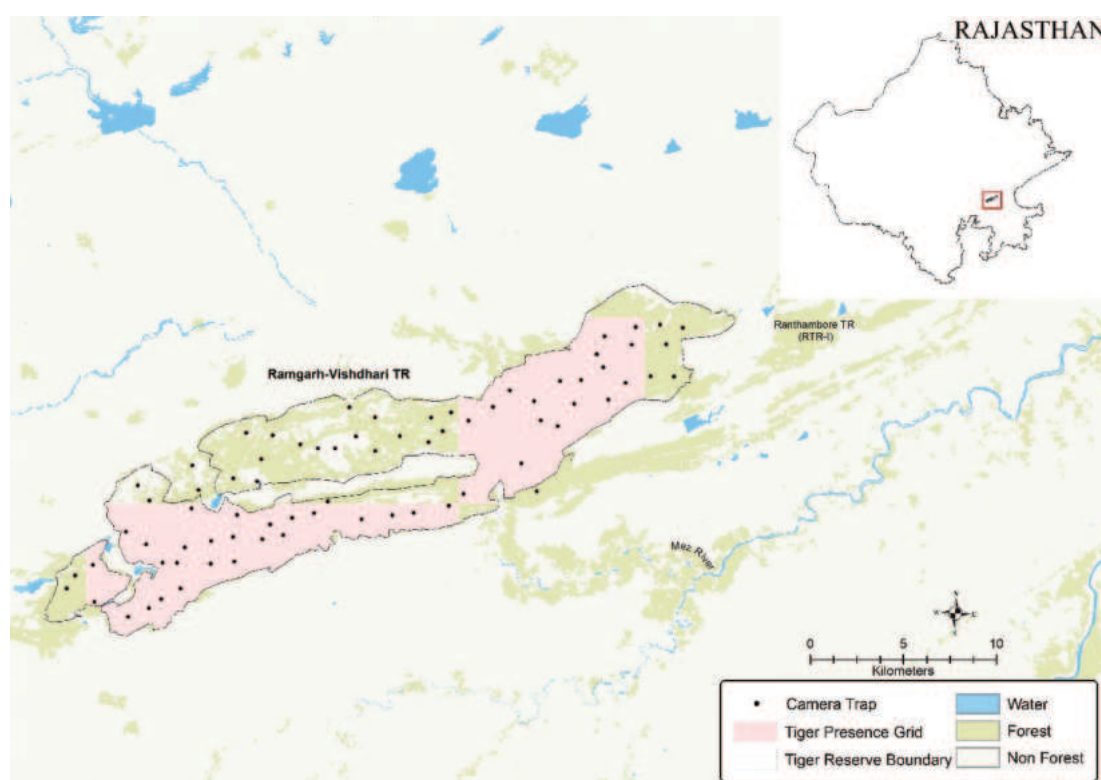 RAJASTHAN
Ranthambore TR
(RTR-I)
Ramgarh-Vishdhari TR
Mez River
N
W E
S
0 5 10
Kilometers
Camera Trap
Tiger Presence Grid
Tiger Reserve Boundary
Water
Forest
Non Forest